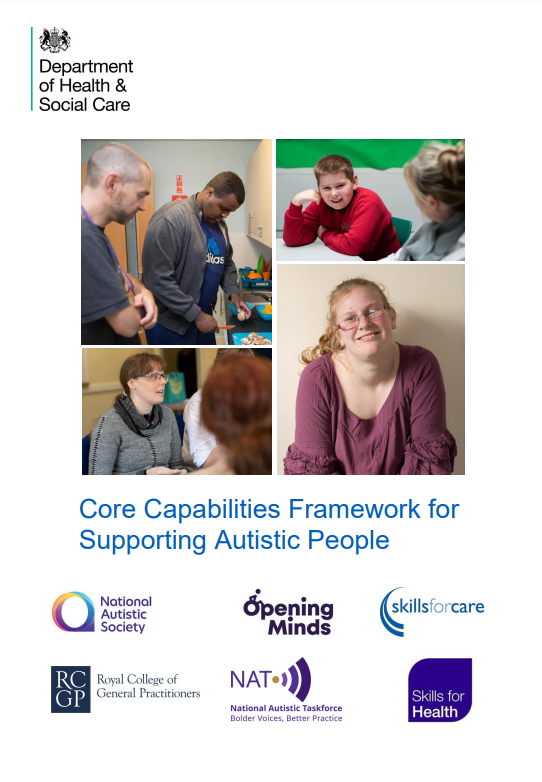 Department
of Health &
Social Care
didas
Core Capabilities Framework for
Supporting Autistic People
National
Autistic
Society
Opening
Minds
skillsforcare
RC
GP
Royal College of
General Practitioners
NAT
National Autistic Taskforce
Bolder Voices, Better Practice
Skills for
Health